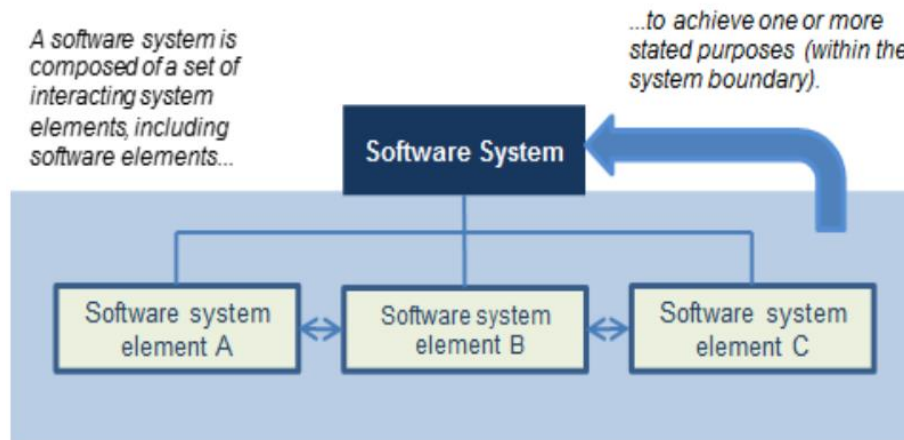 A software system is
composed of a set of
interacting system
elements, including
software elements...
...to achieve one or more
stated purposes (within the
system boundary).
Software System
Software system
element A
Software system
element B
Software system
element C